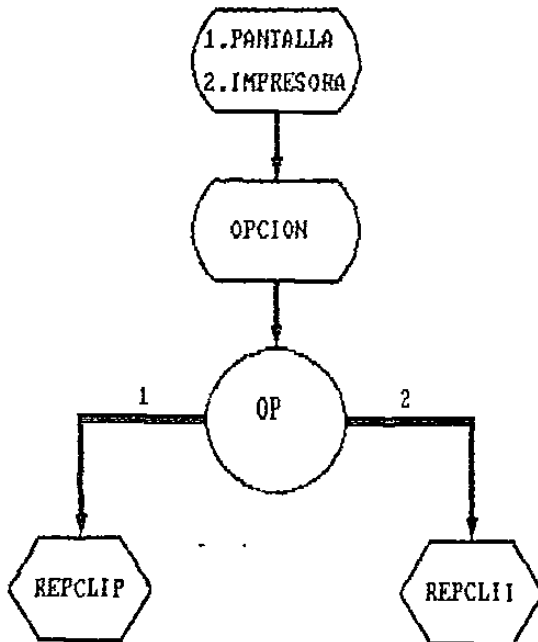 1.PANTALLA
2.IMPRESORA
OPCION
1
OP
2
REPCLIP
REPCLII